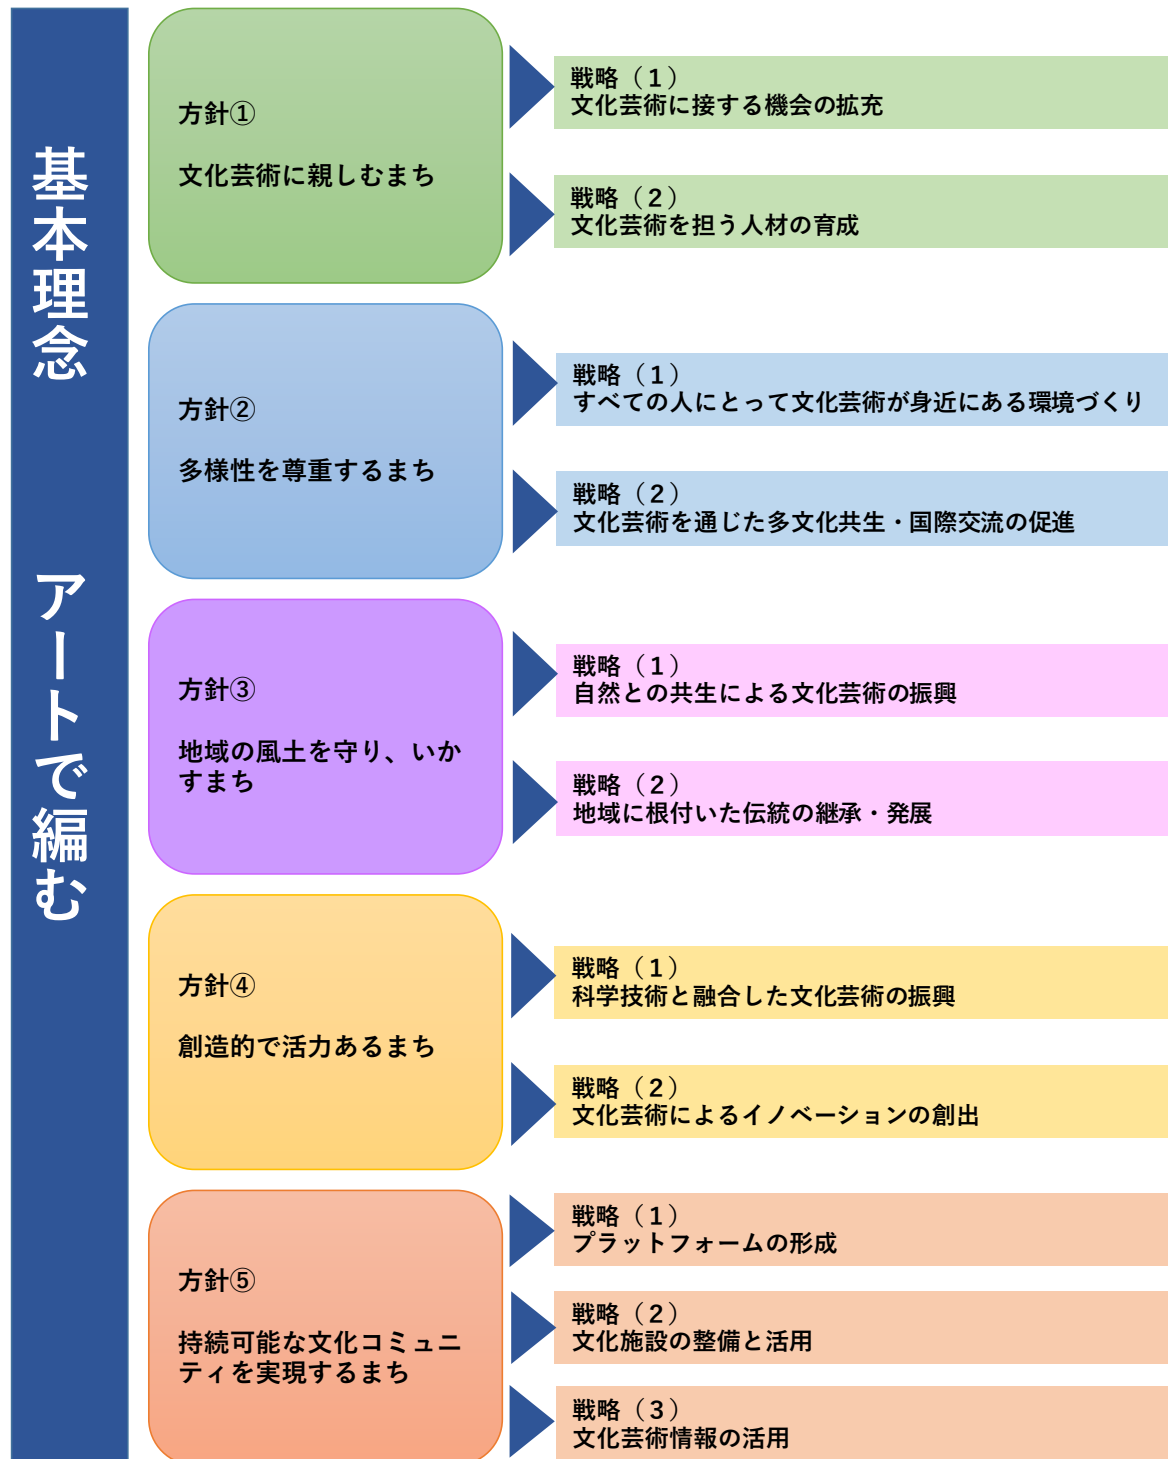 基本理念　アートで編む
方針①
文化芸術に親しむまち
戦略（１）
文化芸術に接する機会の拡充
戦略（２）
文化芸術を担う人材の育成
方針②
多様性を尊重するまち
戦略（１）
すべての人にとって文化芸術が身近にある環境づくり
戦略（２）
文化芸術を通じた多文化共生・国際交流の促進
方針③
地域の風土を守り、いか
すまち
戦略（１）
自然との共生による文化芸術の振興
戦略（２）
地域に根付いた伝統の継承・発展
方針④
創造的で活力あるまち
戦略（１）
科学技術と融合した文化芸術の振興
戦略（２）
文化芸術によるイノベーションの創出
方針⑤
持続可能な文化コミュニ
ティを実現するまち
戦略（１）
プラットフォームの形成
戦略（２）
文化施設の整備と活用
戦略（３）
文化芸術情報の活用